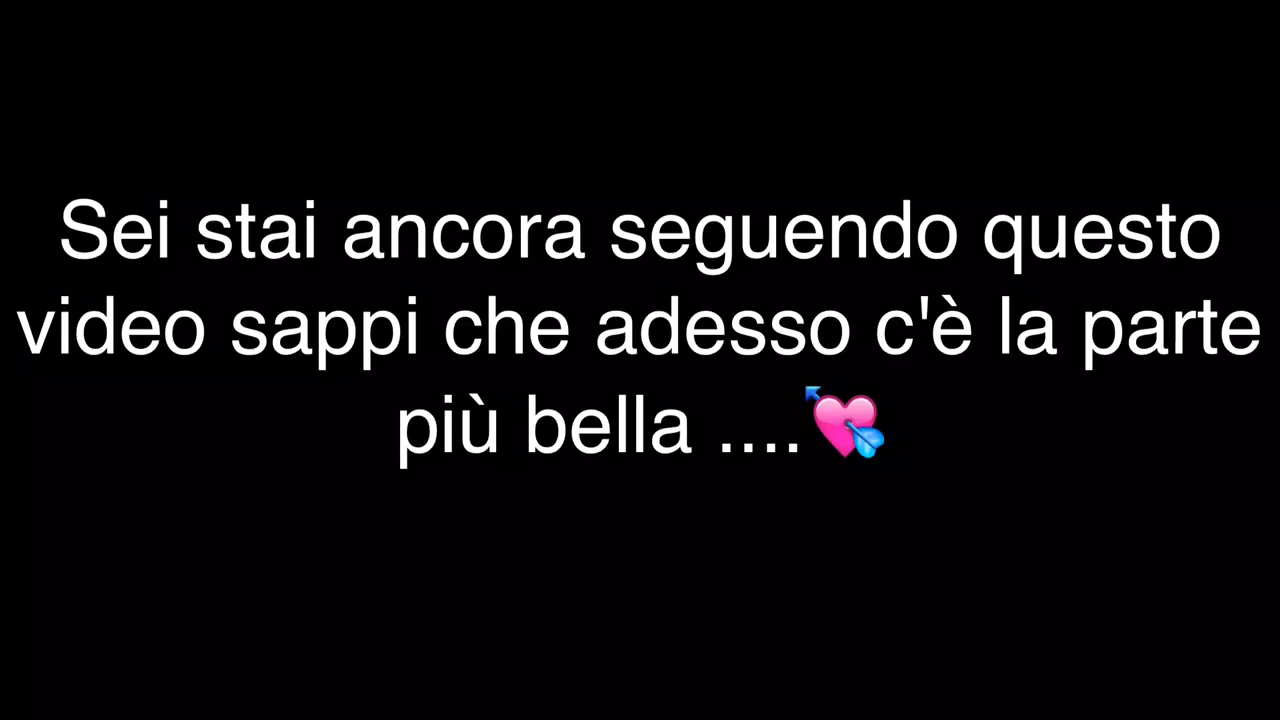 Sei stai ancora seguendo questo
video sappi che adesso c'è la parte
più bella ....💘